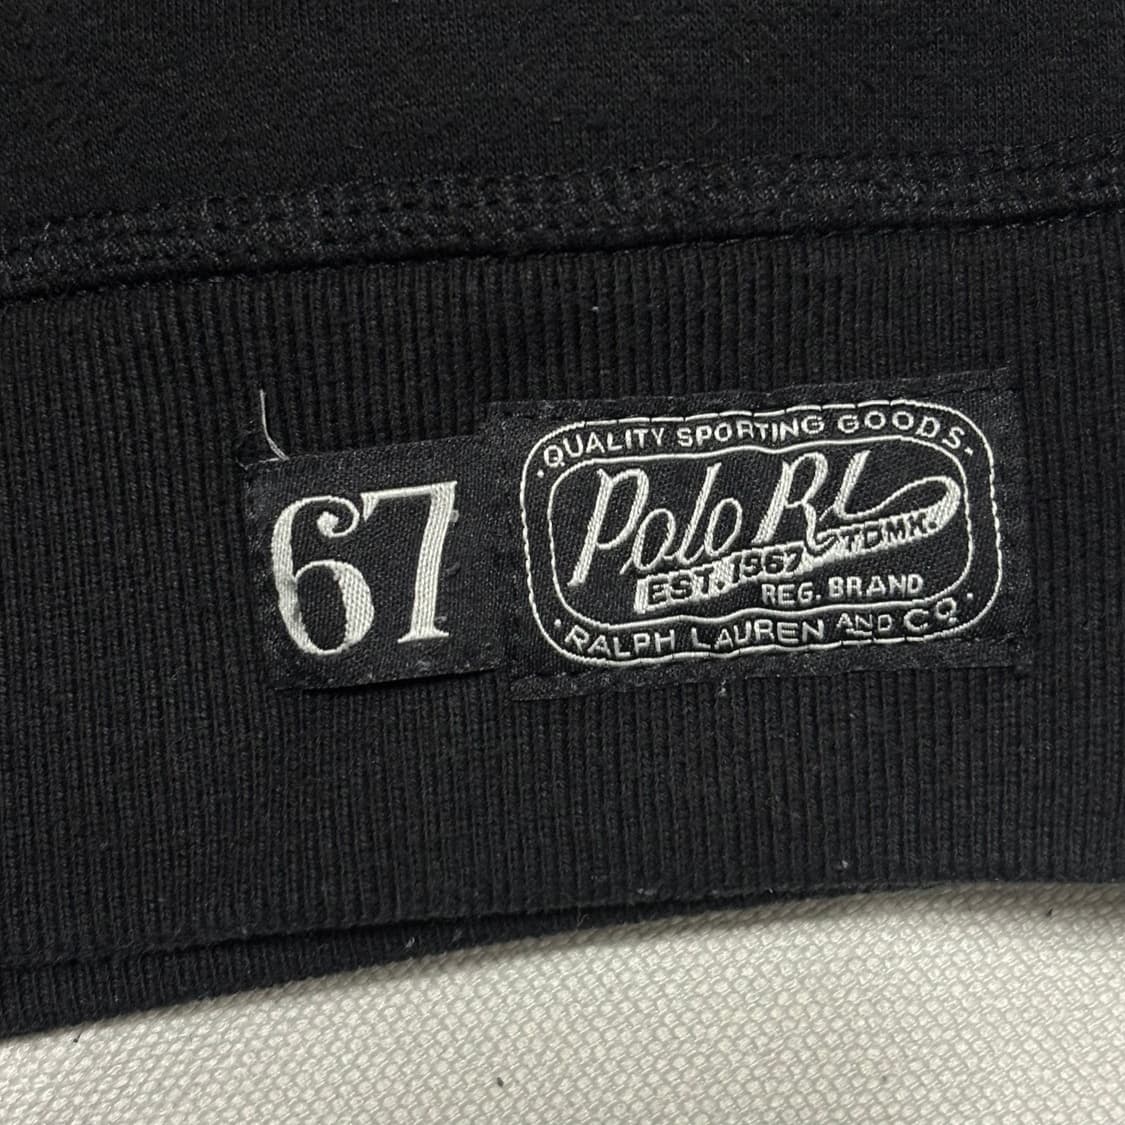 67
·QUALITY SPORTING GOODS·
Polo RL
TDMK.
EST. 1967
REG. BRAND
·RALPH LAUREN AND CO·